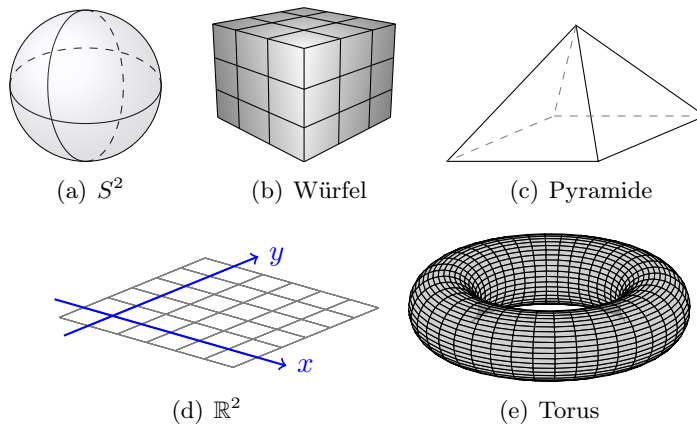 (a) S²
(b) Würfel
(c) Pyramide
y
x
(d) ℝ²
(e) Torus